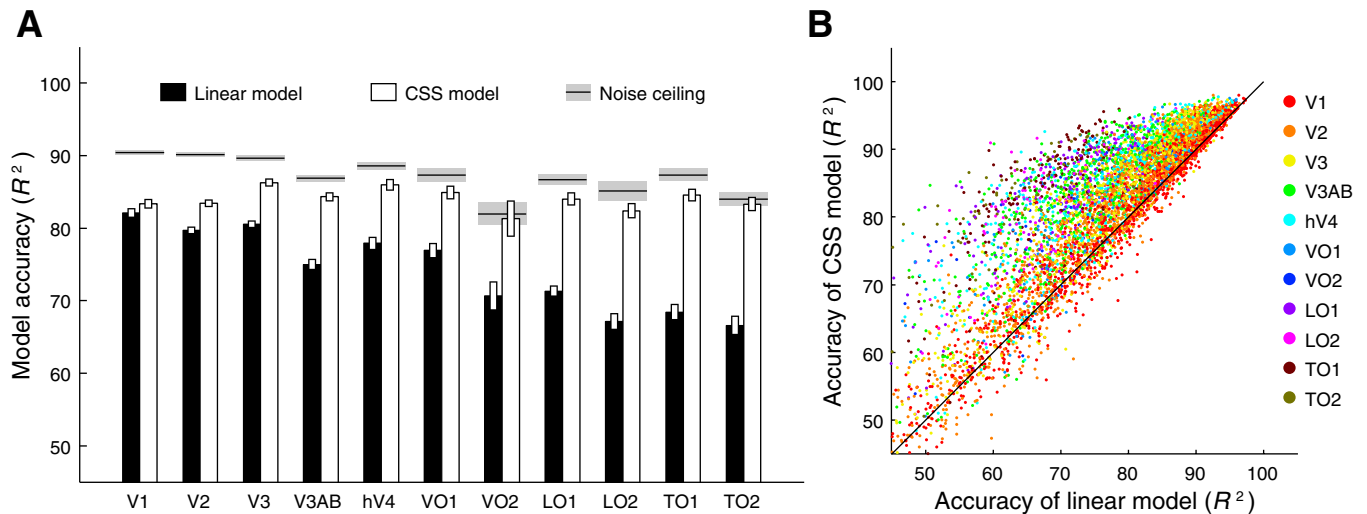 A
Model accuracy (R²)
100
90
80
70
60
50
Linear model
CSS model
Noise ceiling
V1 V2 V3 V3AB hV4 VO1 VO2 LO1 LO2 TO1 TO2
B
Accuracy of CSS model (R²)
100
90
80
70
60
50
50 60 70 80 90 100
Accuracy of linear model (R²)
V1
V2
V3
V3AB
hV4
VO1
VO2
LO1
LO2
TO1
TO2